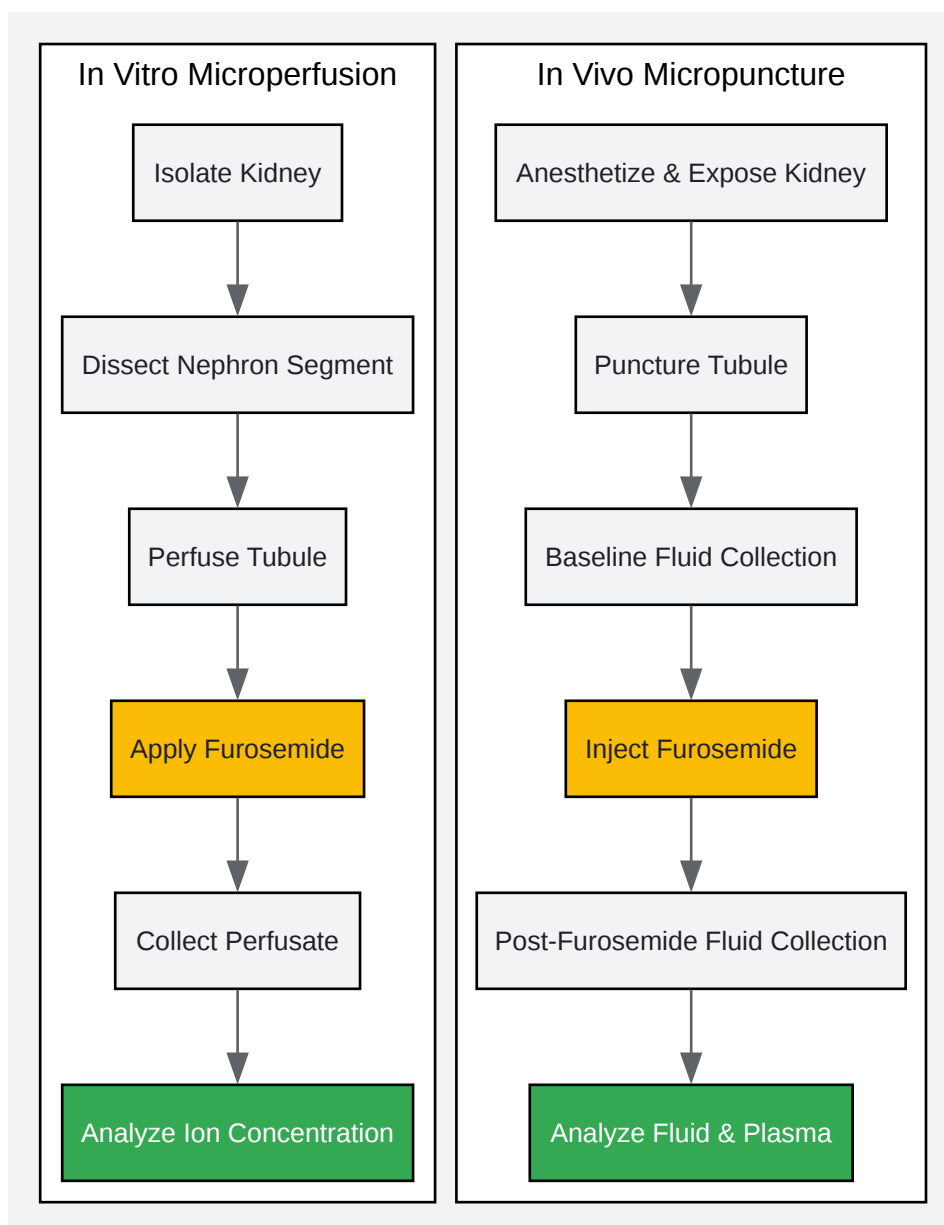 In Vitro Microperfusion
Isolate Kidney
Dissect Nephron Segment
Perfuse Tubule
Apply Furosemide
Collect Perfusate
Analyze Ion Concentration
In Vivo Micropuncture
Anesthetize & Expose Kidney
Puncture Tubule
Baseline Fluid Collection
Inject Furosemide
Post-Furosemide Fluid Collection
Analyze Fluid & Plasma